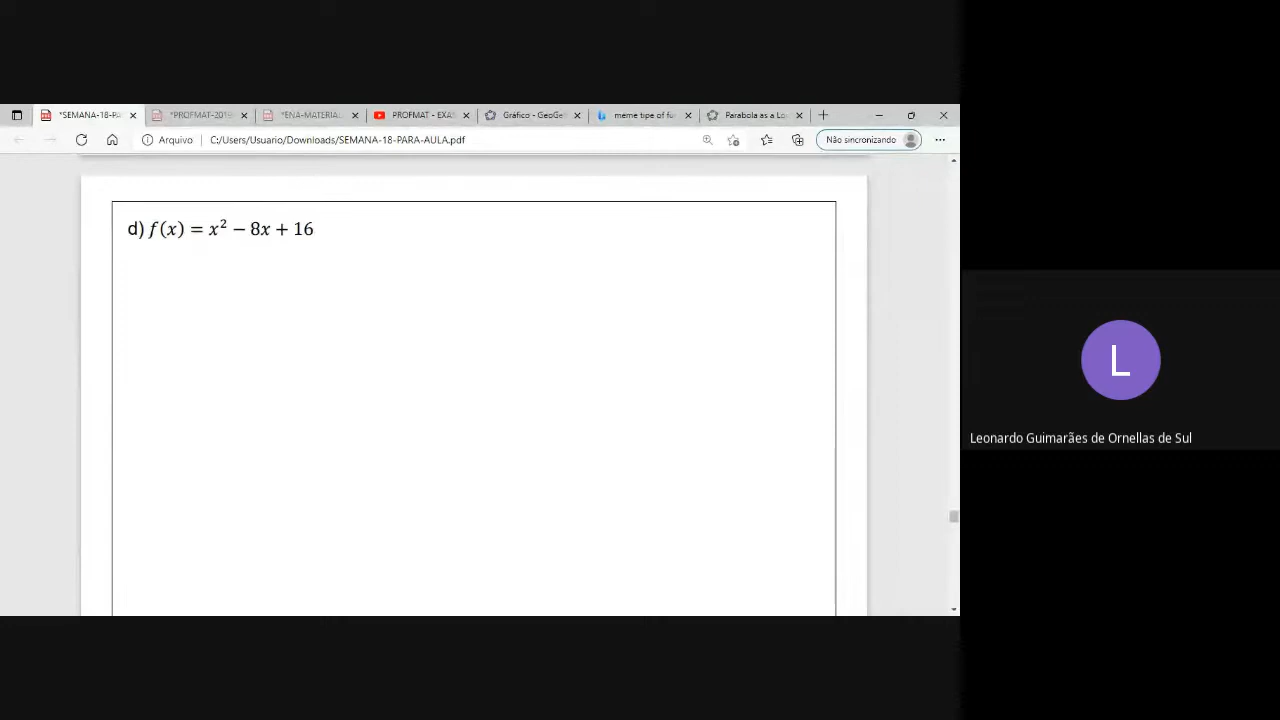 *SEMANA-18-PA
*PROFMAT-2019
*ENA-MATERIAL
PROFMAT - EXA
Gráfico - GeoGe
meme tipe of fu
Parabola as a Lo
Arquivo
C:/Users/Usuario/Downloads/SEMANA-18-PARA-AULA.pdf
Não sincronizando
d) f(x) = x² − 8x + 16
L
Leonardo Guimarães de Ornellas de Sul